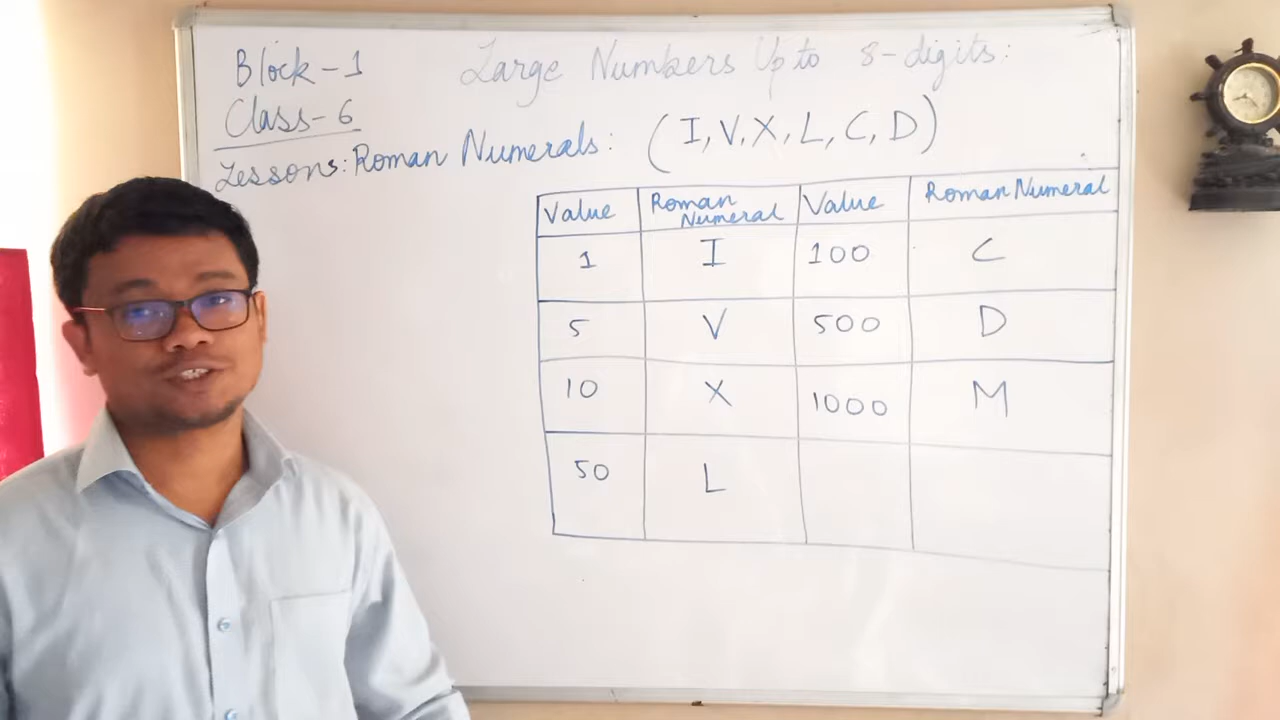 Block-1
Large Numbers Up to 8-digits:
Class-6
Lessons: Roman Numerals: (I, V, X, L, C, D)
Value Roman Numeral Value Roman Numeral
1 I 100 C
5 V 500 D
10 X 1000 M
50 L